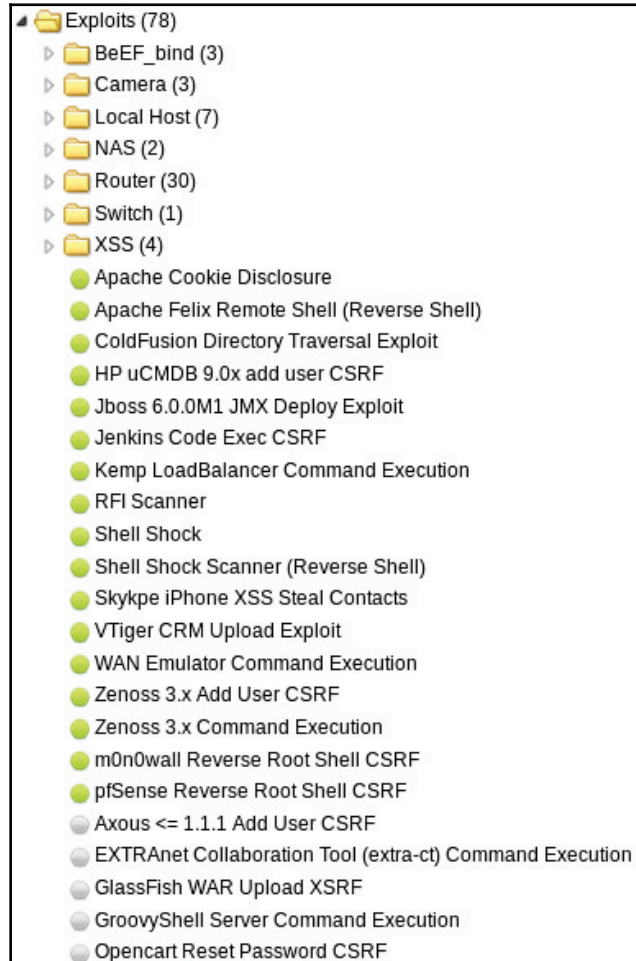 Exploits (78)
BeEF_bind (3)
Camera (3)
Local Host (7)
NAS (2)
Router (30)
Switch (1)
XSS (4)
Apache Cookie Disclosure
Apache Felix Remote Shell (Reverse Shell)
ColdFusion Directory Traversal Exploit
HP uCMDB 9.0x add user CSRF
Jboss 6.0.0M1 JMX Deploy Exploit
Jenkins Code Exec CSRF
Kemp LoadBalancer Command Execution
RFI Scanner
Shell Shock
Shell Shock Scanner (Reverse Shell)
Skykpe iPhone XSS Steal Contacts
VTiger CRM Upload Exploit
WAN Emulator Command Execution
Zenoss 3.x Add User CSRF
Zenoss 3.x Command Execution
m0n0wall Reverse Root Shell CSRF
pfSense Reverse Root Shell CSRF
Axous <= 1.1.1 Add User CSRF
EXTRAnet Collaboration Tool (extra-ct) Command Execution
GlassFish WAR Upload XSRF
GroovyShell Server Command Execution
Opencart Reset Password CSRF